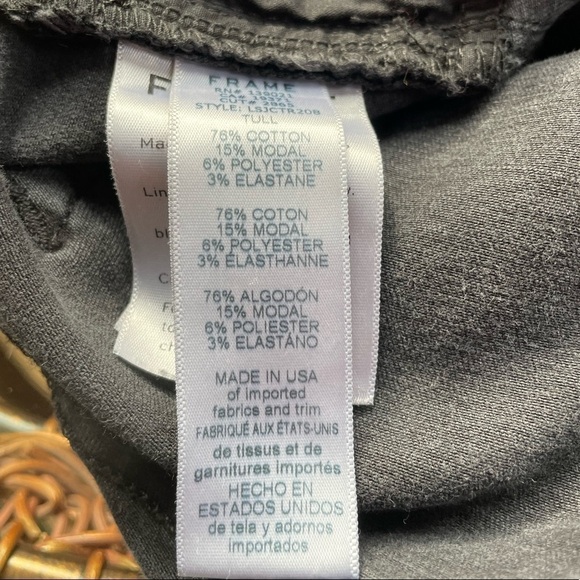 FRAME
STYLE: LSJCTR208
TULL
76% COTTON
15% MODAL
6% POLYESTER
3% ELASTANE
76% COTON
15% MODAL
6% POLYESTER
3% ÉLASTHANNE
76% ALGODÓN
15% MODAL
6% POLIESTER
3% ELASTANO
MADE IN USA
of imported
fabrics and trim
FABRIQUÉ AUX ÉTATS-UNIS
de tissus et de
garnitures importés
HECHO EN
ESTADOS UNIDOS
de tela y adornos
importados